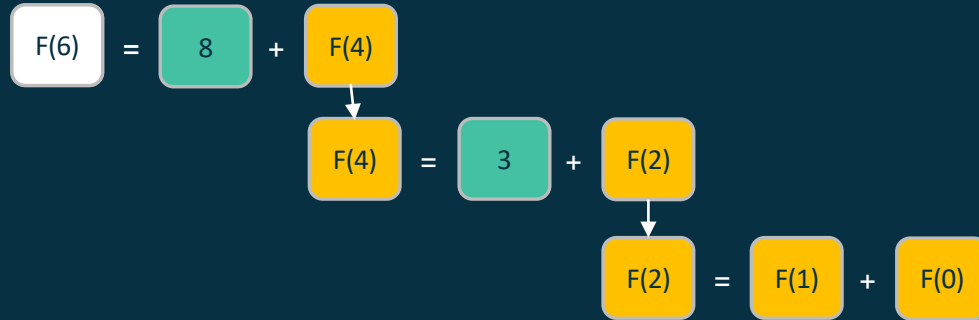 F(6) = 8 + F(4)
F(4) = 3 + F(2)
F(2) = F(1) + F(0)